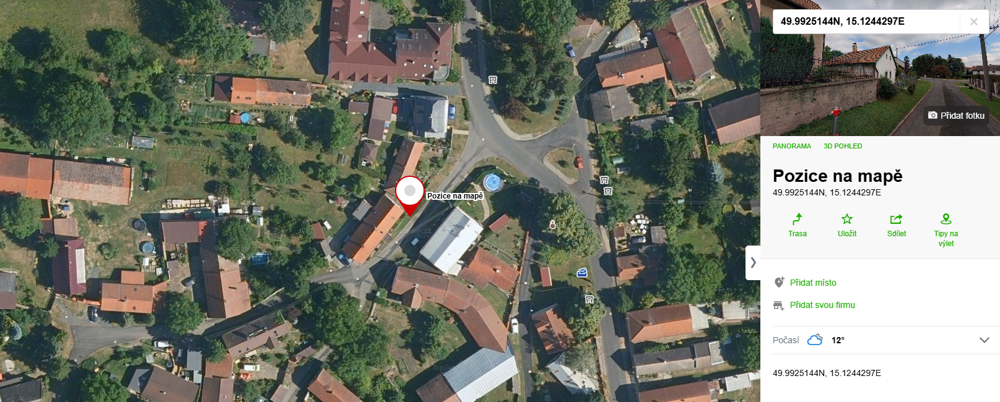 49.9925144N, 15.1244297E
Přidat fotku
PANORAMA 3D POHLED
Pozice na mapě
49.9925144N, 15.1244297E
Trasa Uložit Sdílet Tipy na výlet
Přidat místo
Přidat svou firmu
Počasí 12°
49.9925144N, 15.1244297E
Pozice na mapě